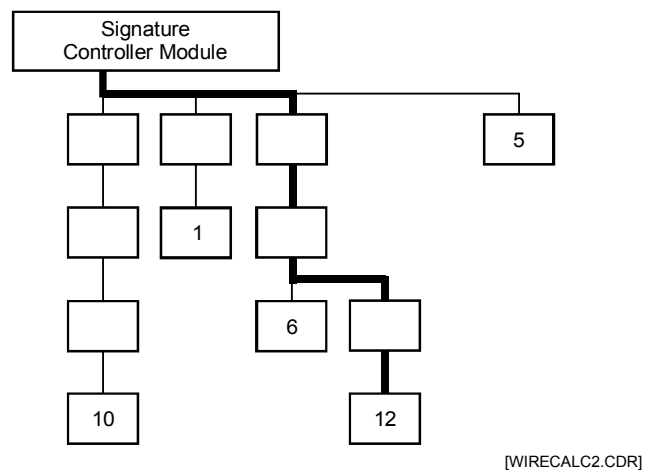 Signature
Controller Module
5
1
6
10
12
[WIRECALC2.CDR]